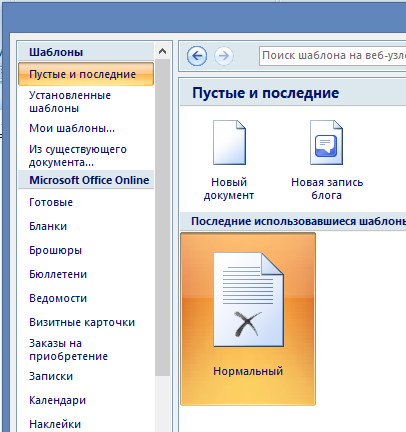 Шаблоны
Пустые и последние
Установленные
шаблоны
Мои шаблоны...
Из существующего
документа...
Microsoft Office Online
Готовые
Бланки
Брошюры
Бюллетени
Ведомости
Визитные карточки
Заказы на
приобретение
Записки
Календари
Наклейки
Поиск шаблона на веб-узле
Пустые и последние
Новый
документ
Новая запись
блога
Последние использовавшиеся шаблоны
Нормальный